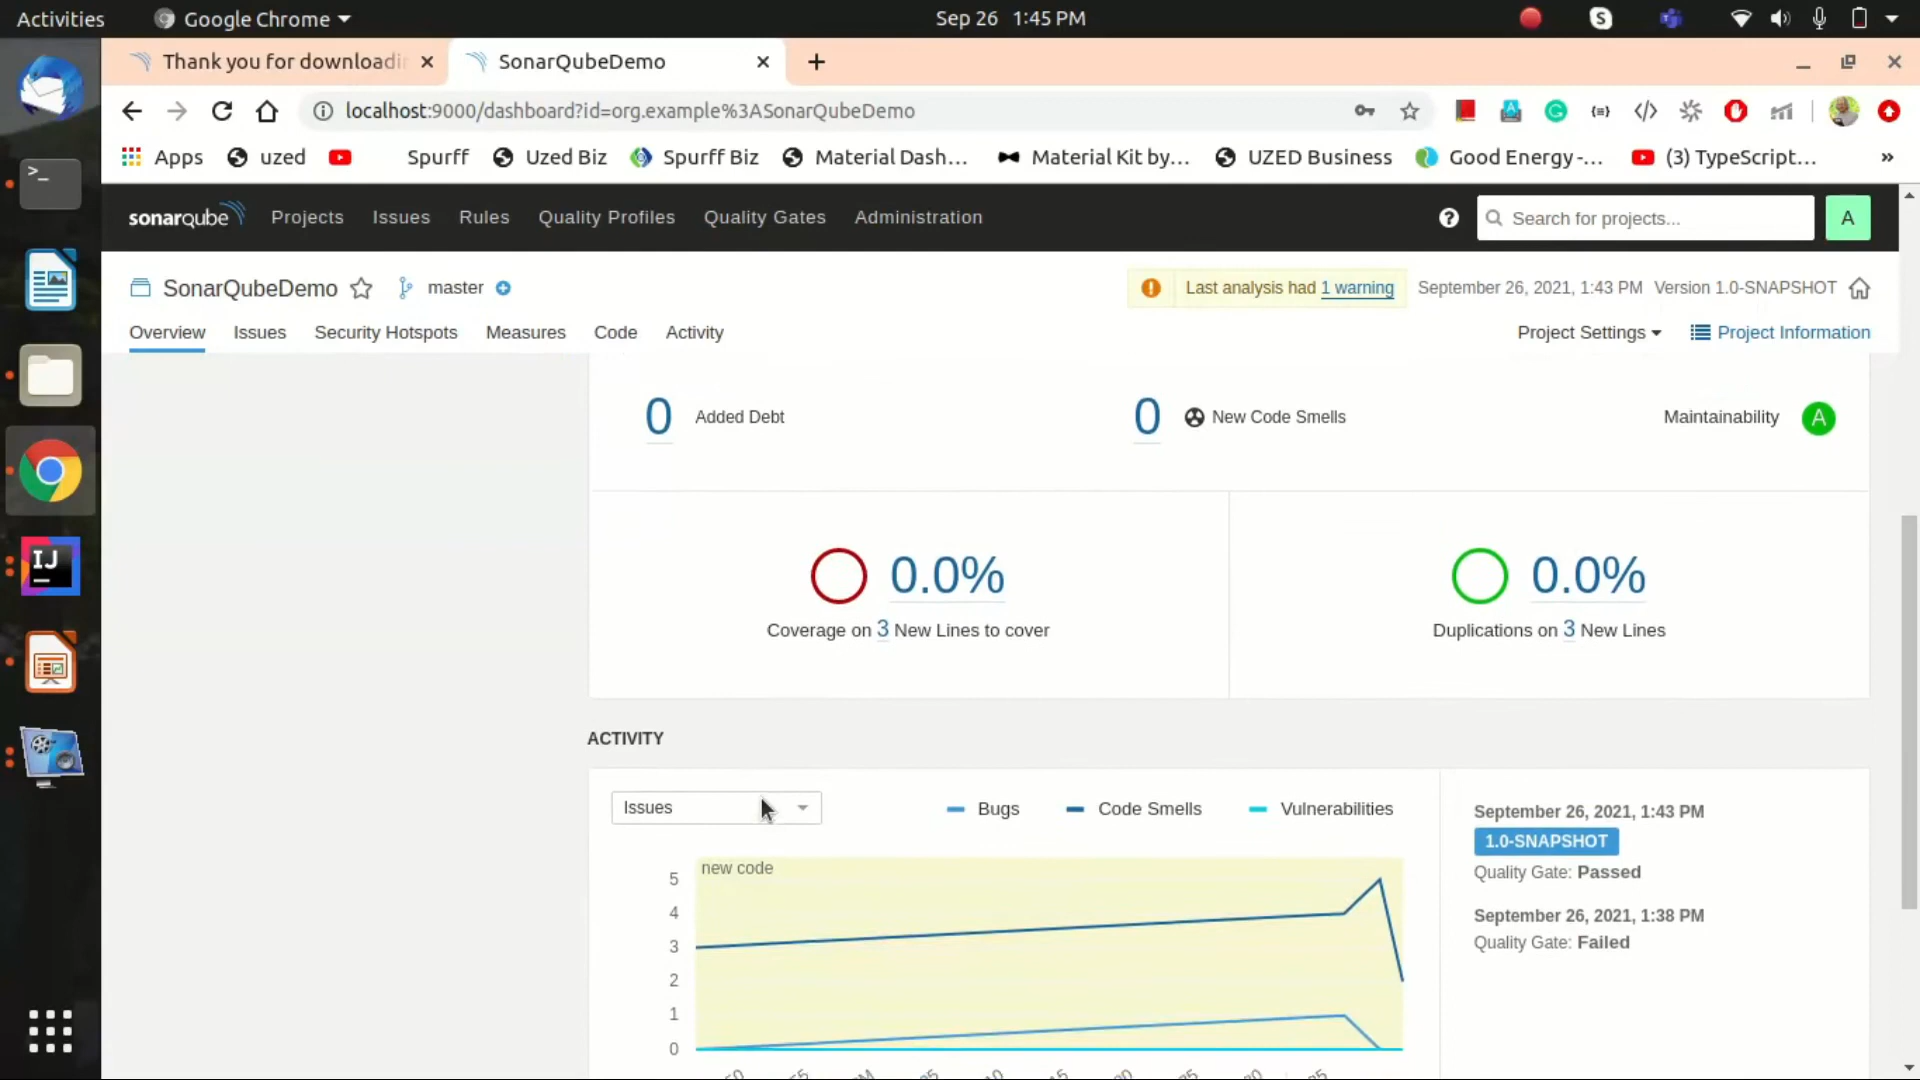 Activities Google Chrome Sep 26 1:45 PM
Thank you for downloadi SonarQubeDemo
localhost:9000/dashboard?id=org.example%3ASonarQubeDemo
Apps uzed Spurff Uzed Biz Spurff Biz Material Dash... Material Kit by... UZED Business Good Energy -... (3) TypeScript... »
sonarqube Projects Issues Rules Quality Profiles Quality Gates Administration ? Search for projects... A
SonarQubeDemo master Last analysis had 1 warning September 26, 2021, 1:43 PM Version 1.0-SNAPSHOT
Overview Issues Security Hotspots Measures Code Activity Project Settings Project Information
0 Added Debt 0 New Code Smells Maintainability A
0.0% 0.0%
Coverage on 3 New Lines to cover Duplications on 3 New Lines
ACTIVITY
Issues Bugs Code Smells Vulnerabilities September 26, 2021, 1:43 PM
1.0-SNAPSHOT
new code
5 Quality Gate: Passed
4 September 26, 2021, 1:38 PM
3 Quality Gate: Failed
2
1
0